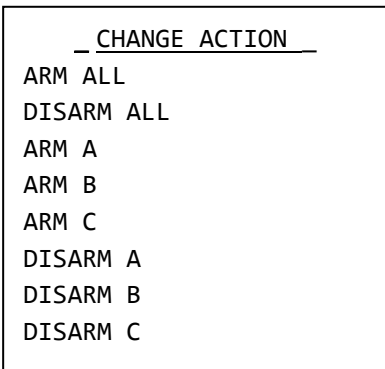 _ CHANGE ACTION _
ARM ALL
DISARM ALL
ARM A
ARM B
ARM C
DISARM A
DISARM B
DISARM C